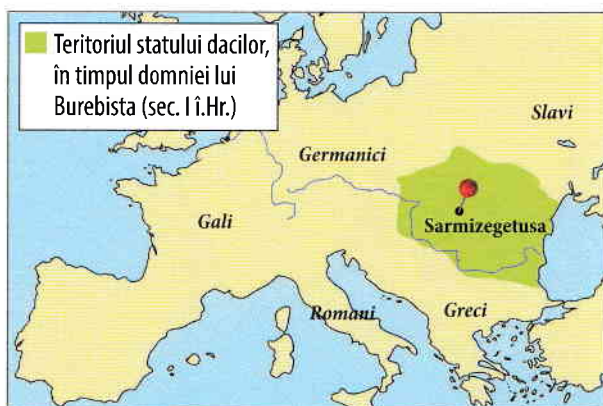 Teritoriul statului dacilor,
în timpul domniei lui
Burebista (sec. I î.Hr.)
Slavi
Germanici
Gali
Sarmizegetusa
Romani
Greci